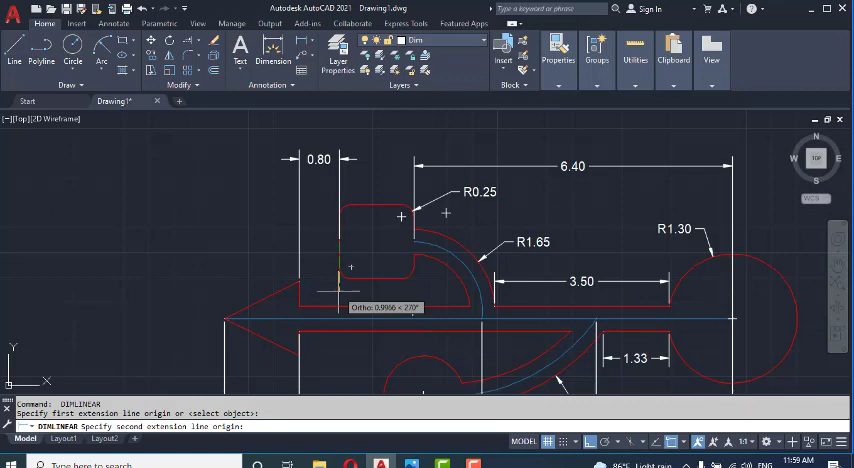 Autodesk AutoCAD 2021 Drawing1.dwg
Type a keyword or phrase
Sign In
Home Insert Annotate Parametric View Manage Output Add-ins Collaborate Express Tools Featured Apps
Line Polyline Circle Arc
Text Dimension
Layer Properties
Dim
Insert
Properties Groups Utilities Clipboard View
Draw Modify Annotation Layers Block
Start Drawing1*
[−][Top][2D Wireframe]
N
W TOP E
S
WCS
0.80
6.40
R0.25
R1.65
R1.30
3.50
Ortho: 0.9966 < 270°
1.33
Y
X
Command: DIMLINEAR
Specify first extension line origin or <select object>:
DIMLINEAR Specify second extension line origin:
Model Layout1 Layout2
MODEL
1:1
Type here to search
86°F Light rain
11:59 AM